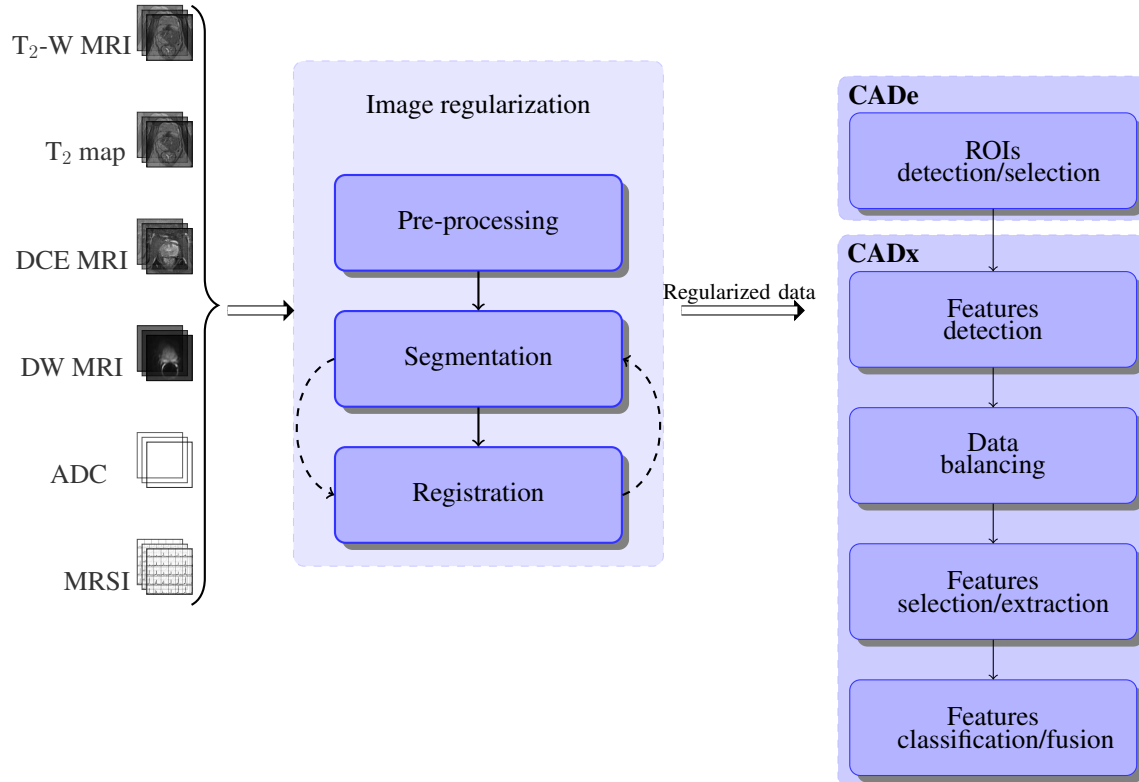 T₂-W MRI
T₂ map
DCE MRI
DW MRI
ADC
MRSI
Image regularization
Pre-processing
Segmentation
Registration
Regularized data
CADe
ROIs
detection/selection
CADx
Features
detection
Data
balancing
Features
selection/extraction
Features
classification/fusion